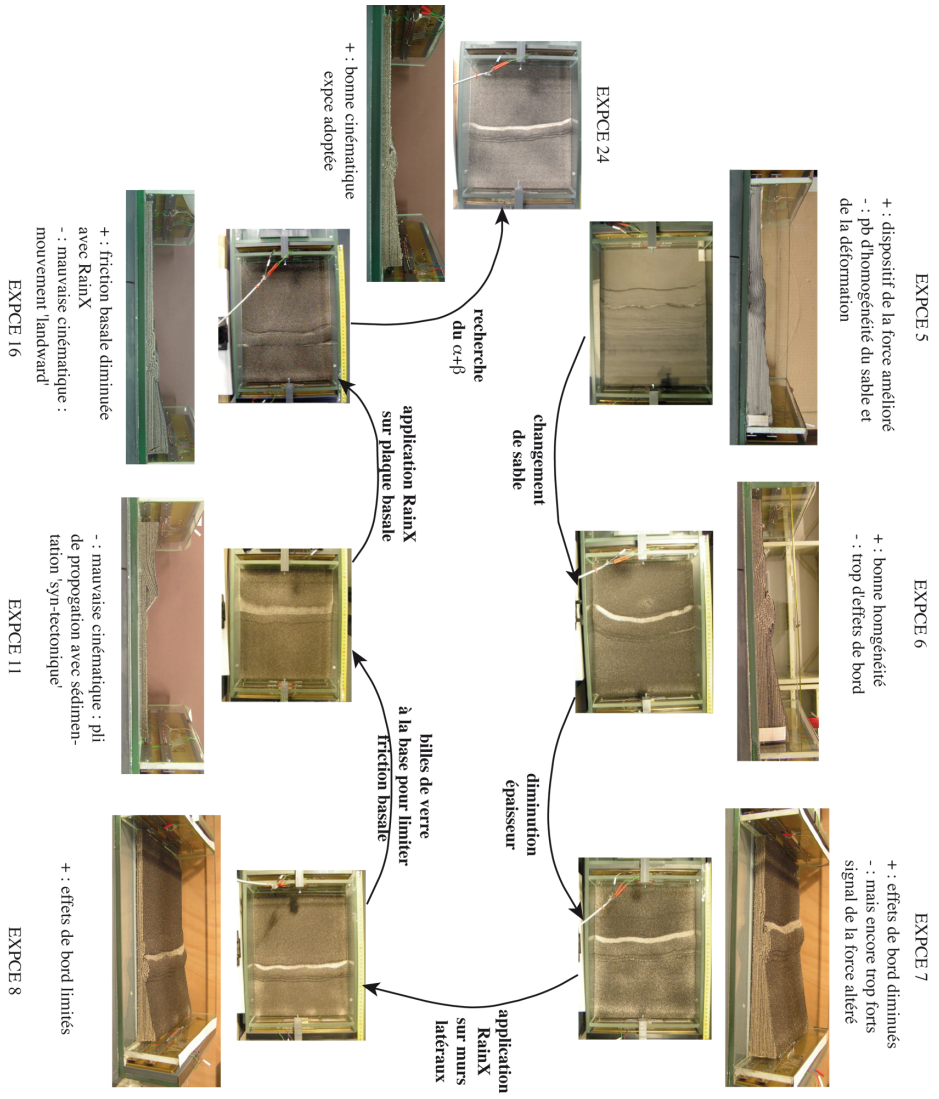 EXPCE 5
+ : dispositif de la force amélioré
- : pb d'homogénéité du sable et
de la déformation
changement
de sable
EXPCE 6
+ : bonne homgénéité
- : trop d'effets de bord
diminution
épaisseur
EXPCE 7
+ : effets de bord diminués
- : mais encore trop forts
signal de la force altéré
application
RainX
sur murs
latéraux
+ : effets de bord limités
EXPCE 8
billes de verre
à la base pour limiter
friction basale
- : mauvaise cinématique : pli
de propogation avec sédimen-
tation 'syn-tectonique'
EXPCE 11
application RainX
sur plaque basale
+ : friction basale diminuée
avec RainX
- : mauvaise cinématique :
mouvement 'landward'
EXPCE 16
recherche
du α+β
EXPCE 24
+ : bonne cinématique
expce adoptée